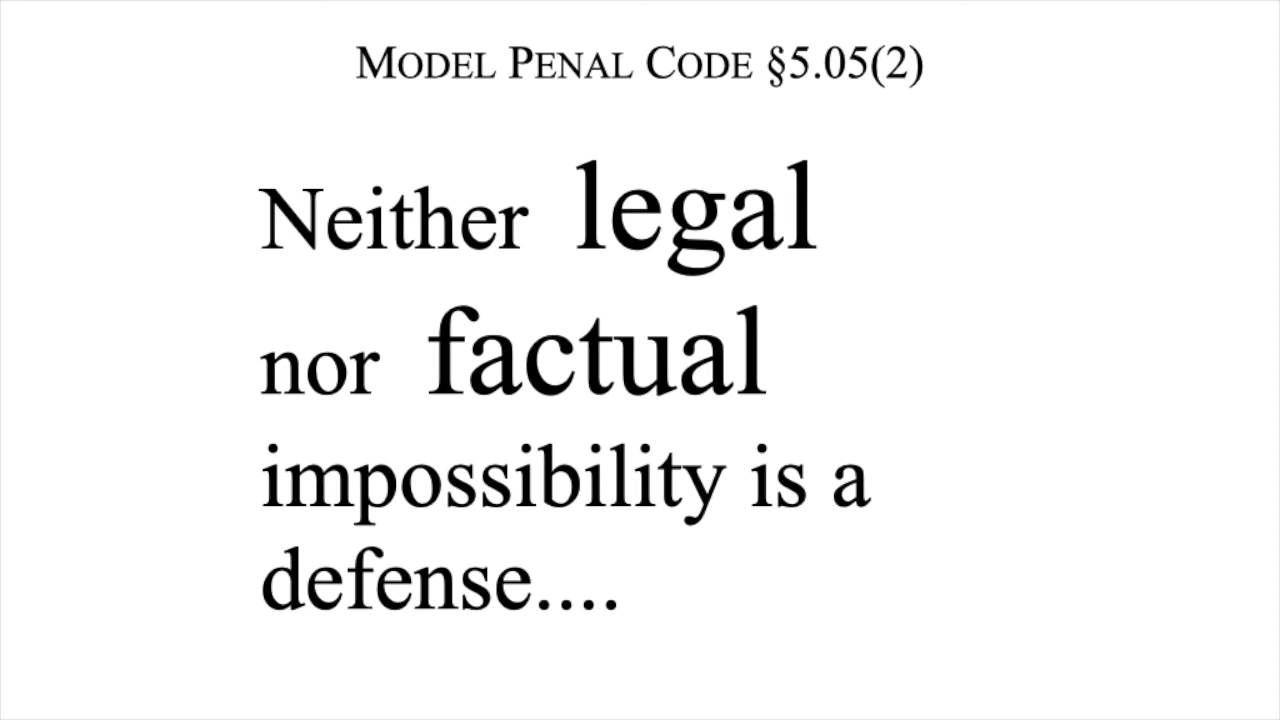 MODEL PENAL CODE §5.05(2)
Neither legal
nor factual
impossibility is a
defense....